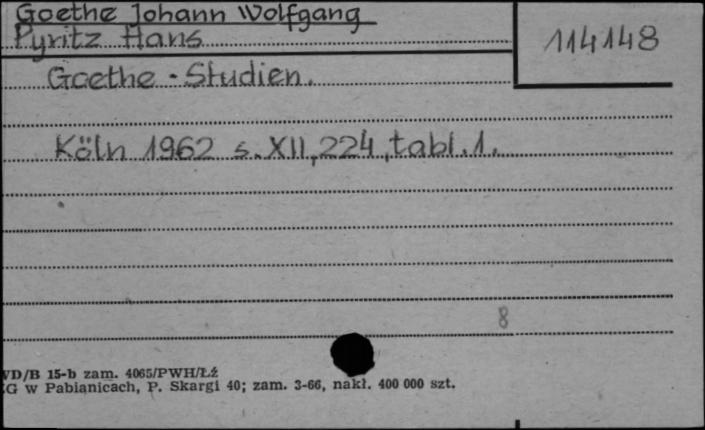 Goethe Johann Wolfgang
Pyritz Hans
114148
Goethe - Studien.
Köln 1962 s. XII, 224, tabl. 1.
8
WD/B 15-b zam. 4065/PWH/Łź
G w Pabianicach, P. Skargi 40; zam. 3-66, nakł. 400 000 szt.